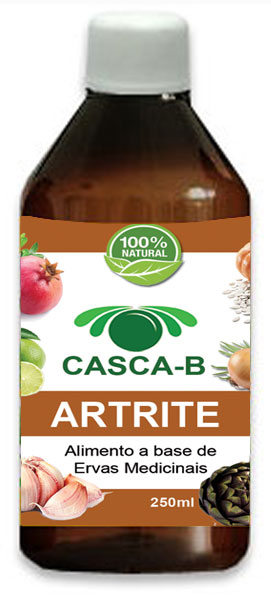 100%
NATURAL
CASCA-B
ARTRITE
Alimento a base de
Ervas Medicinais
250ml